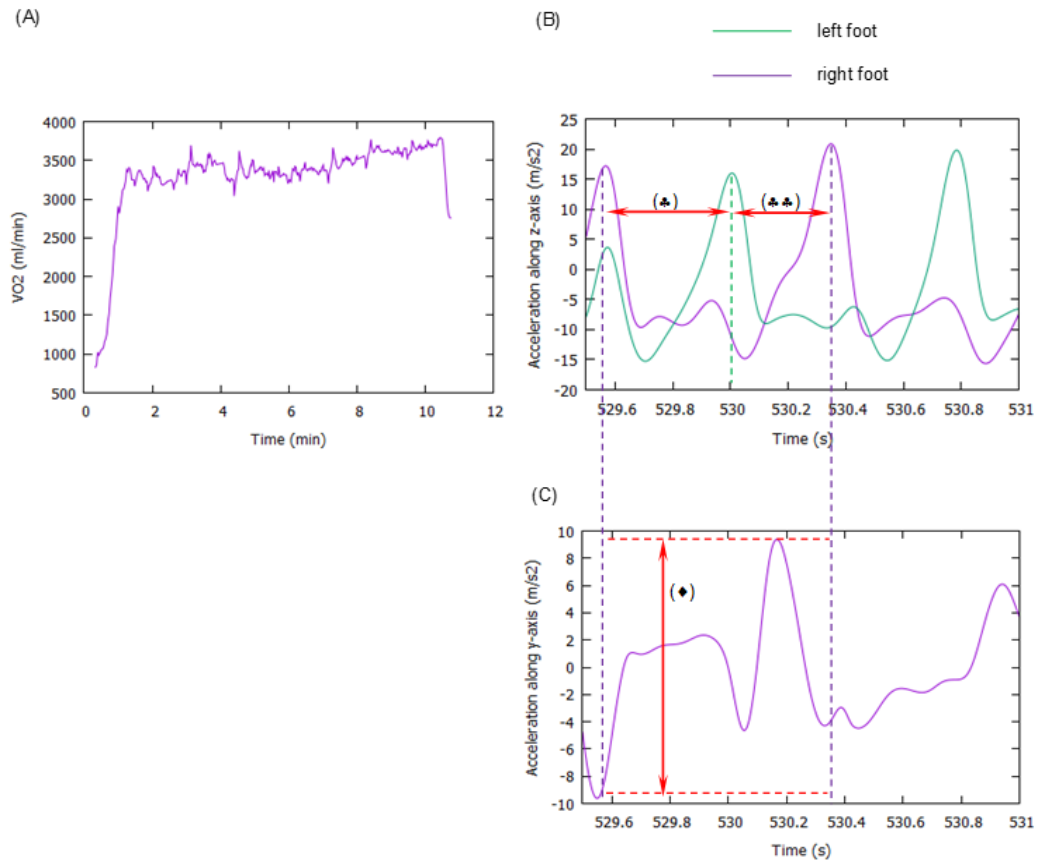 (A)
(B)
left foot
right foot
4000
3500
3000
2500
2000
1500
1000
500
VO2 (ml/min)
0 2 4 6 8 10 12
Time (min)
25
20
15
10
5
0
-5
-10
-15
-20
Acceleration along z-axis (m/s2)
(♣)
(♣♣)
529.6 529.8 530 530.2 530.4 530.6 530.8 531
Time (s)
(C)
10
8
6
4
2
0
-2
-4
-6
-8
-10
Acceleration along y-axis (m/s2)
(♦)
529.6 529.8 530 530.2 530.4 530.6 530.8 531
Time (s)